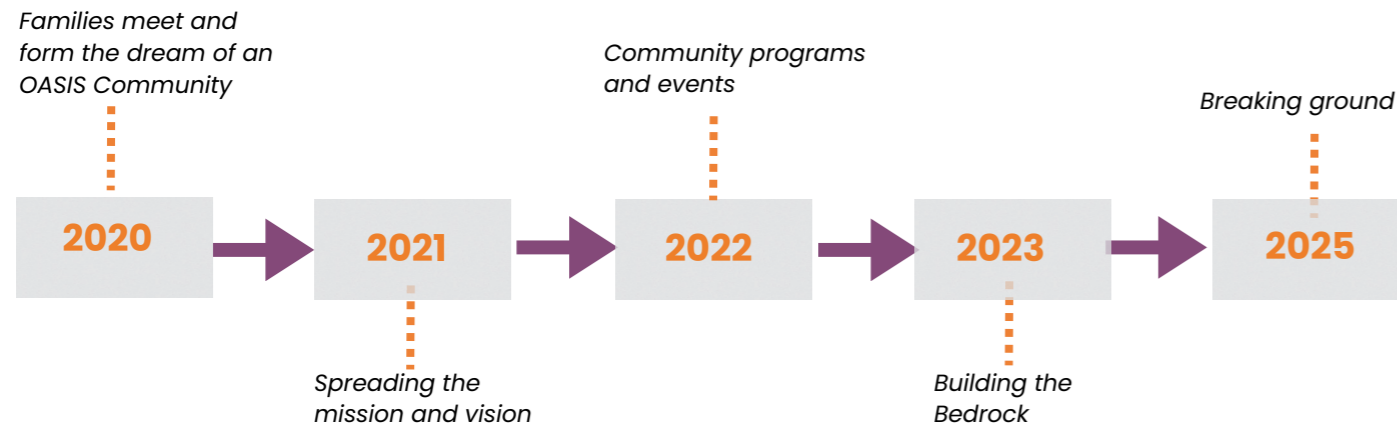 Families meet and
form the dream of an
OASIS Community
Community programs
and events
Breaking ground
2020
2021
2022
2023
2025
Spreading the
mission and vision
Building the
Bedrock